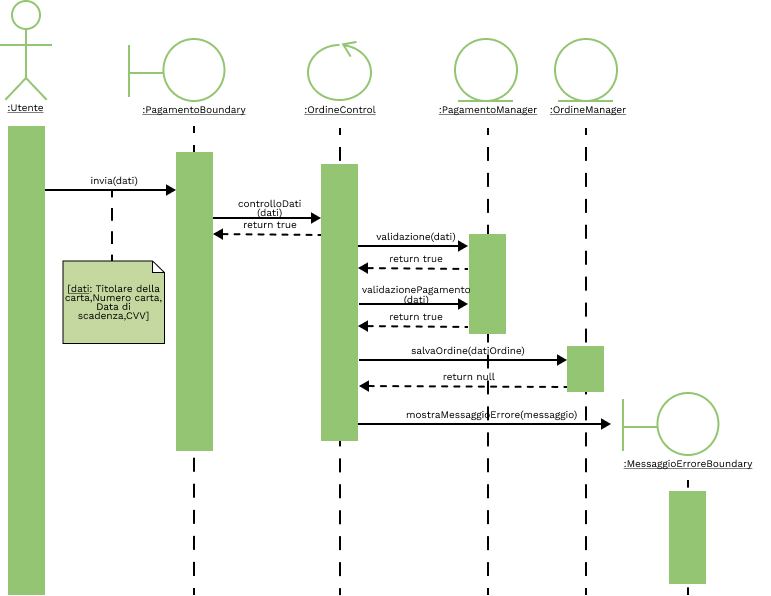 :Utente
:PagamentoBoundary
:OrdineControl
:PagamentoManager
:OrdineManager
invia(dati)
controlloDati
(dati)
return true
validazione(dati)
return true
[dati: Titolare della
carta,Numero carta,
Data di
scadenza,CVV]
validazionePagamento
(dati)
return true
salvaOrdine(datiOrdine)
return null
mostraMessaggioErrore(messaggio)
:MessaggioErroreBoundary